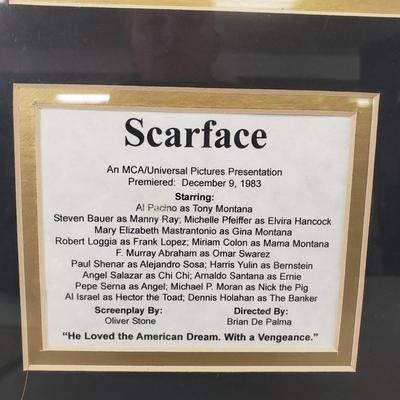 Scarface
An MCA/Universal Pictures Presentation
Premiered: December 9, 1983
Starring:
Al Pacino as Tony Montana
Steven Bauer as Manny Ray; Michelle Pfeiffer as Elvira Hancock
Mary Elizabeth Mastrantonio as Gina Montana
Robert Loggia as Frank Lopez; Miriam Colon as Mama Montana
F. Murray Abraham as Omar Swarez
Paul Shenar as Alejandro Sosa; Harris Yulin as Bernstein
Angel Salazar as Chi Chi; Arnaldo Santana as Ernie
Pepe Serna as Angel; Michael P. Moran as Nick the Pig
Al Israel as Hector the Toad; Dennis Holahan as The Banker
Screenplay By: Directed By:
Oliver Stone Brian De Palma
“He Loved the American Dream. With a Vengeance.”